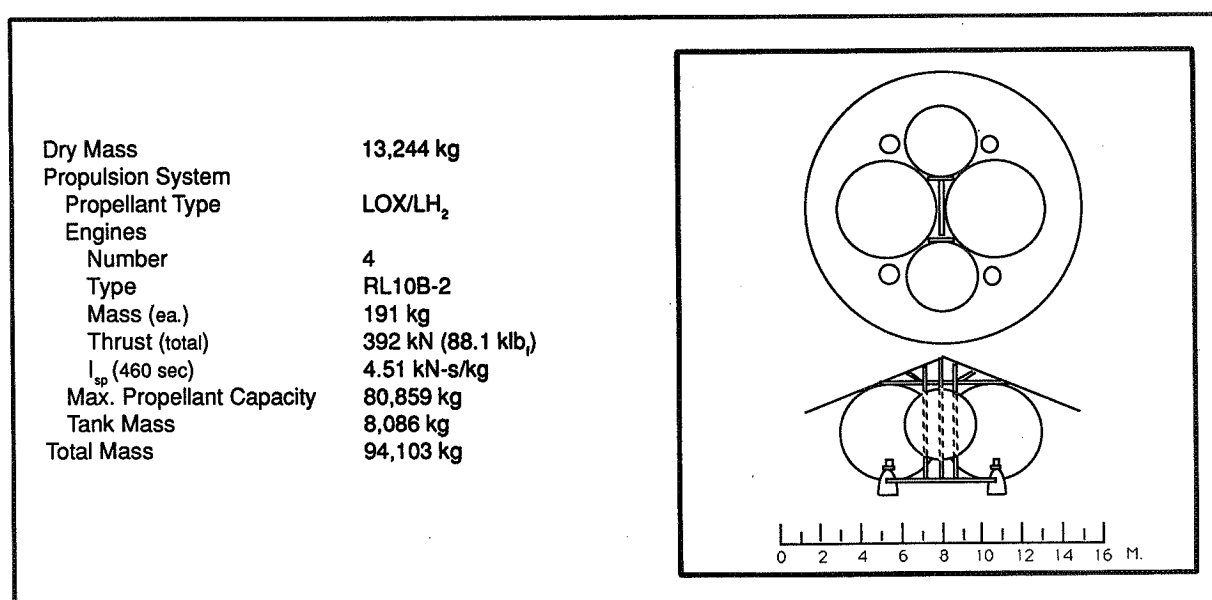 Dry Mass 13,244 kg
Propulsion System
Propellant Type LOX/LH₂
Engines
Number 4
Type RL10B-2
Mass (ea.) 191 kg
Thrust (total) 392 kN (88.1 klb_f)
I_sp (460 sec) 4.51 kN-s/kg
Max. Propellant Capacity 80,859 kg
Tank Mass 8,086 kg
Total Mass 94,103 kg
0 2 4 6 8 10 12 14 16 M.